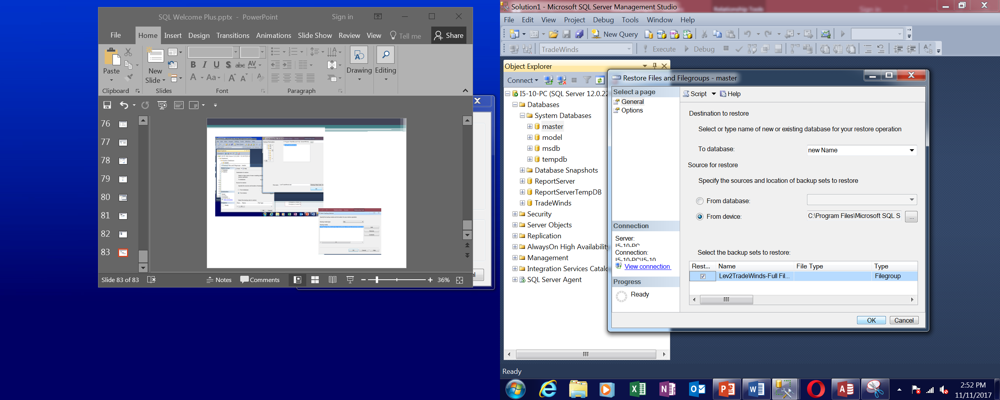 SQL Welcome Plus.pptx - PowerPoint
Sign in
File
Home
Insert
Design
Transitions
Animations
Slide Show
Review
View
Tell me
Share
Paste
New
Slide
Drawing
Editing
Clipboard
Slides
Font
Paragraph
76
77
78
79
80
81
82
83
Slide 83 of 83
Notes
Comments
36%
Solution1 - Microsoft SQL Server Management Studio
File Edit View Project Debug Tools Window Help
New Query
TradeWinds
Execute
Debug
Object Explorer
Connect
I5-10-PC (SQL Server 12.0.22
Databases
System Databases
master
model
msdb
tempdb
Database Snapshots
ReportServer
ReportServerTempDB
TradeWinds
Security
Server Objects
Replication
AlwaysOn High Availability
Management
Integration Services Catalo
SQL Server Agent
Ready
Restore Files and Filegroups - master
Select a page
General
Options
Script
Help
Destination to restore
Select or type name of new or existing database for your restore operation
To database:
new Name
Source for restore
Specify the sources and location of backup sets to restore
From database:
From device:
C:\Program Files\Microsoft SQL S
...
Connection
Server:
I5-10-PC
Connection:
I5-10-PC\I5-10
View connection
Progress
Ready
Select the backup sets to restore:
Rest... Name File Type Type
Lev2TradeWinds-Full Fil... Filegroup
OK
Cancel
2:52 PM
11/11/2017